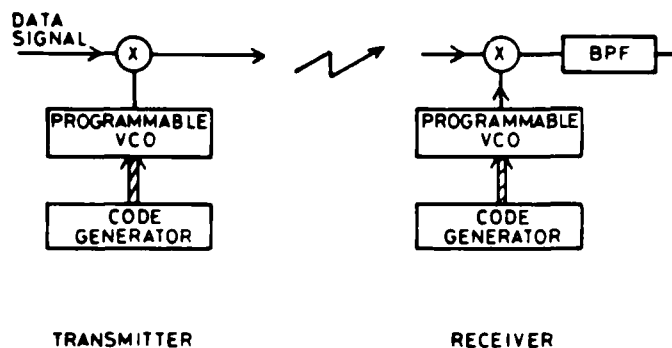 DATA
SIGNAL
X
X
BPF
PROGRAMMABLE
VCO
PROGRAMMABLE
VCO
CODE
GENERATOR
CODE
GENERATOR
TRANSMITTER
RECEIVER